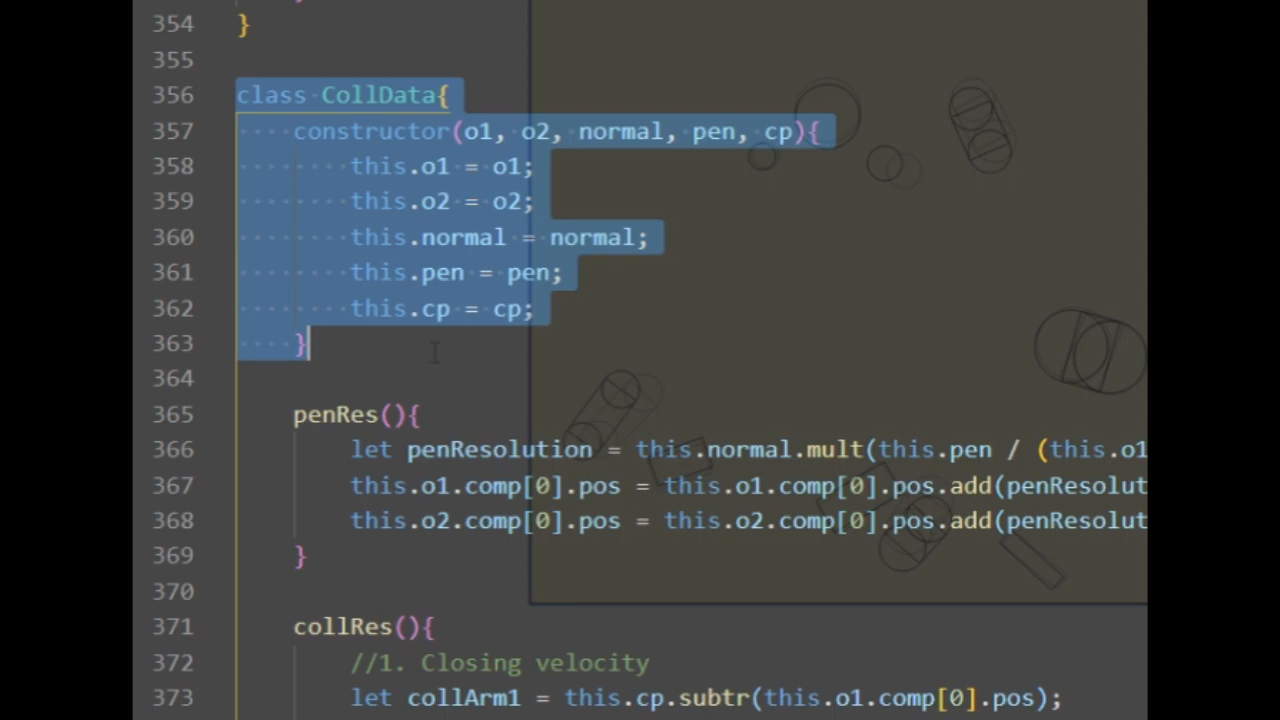 354 }
355
356 class CollData{
357 constructor(o1, o2, normal, pen, cp){
358 this.o1 = o1;
359 this.o2 = o2;
360 this.normal = normal;
361 this.pen = pen;
362 this.cp = cp;
363 }
364
365 penRes(){
366 let penResolution = this.normal.mult(this.pen / (this.o1
367 this.o1.comp[0].pos = this.o1.comp[0].pos.add(penResolut
368 this.o2.comp[0].pos = this.o2.comp[0].pos.add(penResolut
369 }
370
371 collRes(){
372 //1. Closing velocity
373 let collArm1 = this.cp.subtr(this.o1.comp[0].pos);